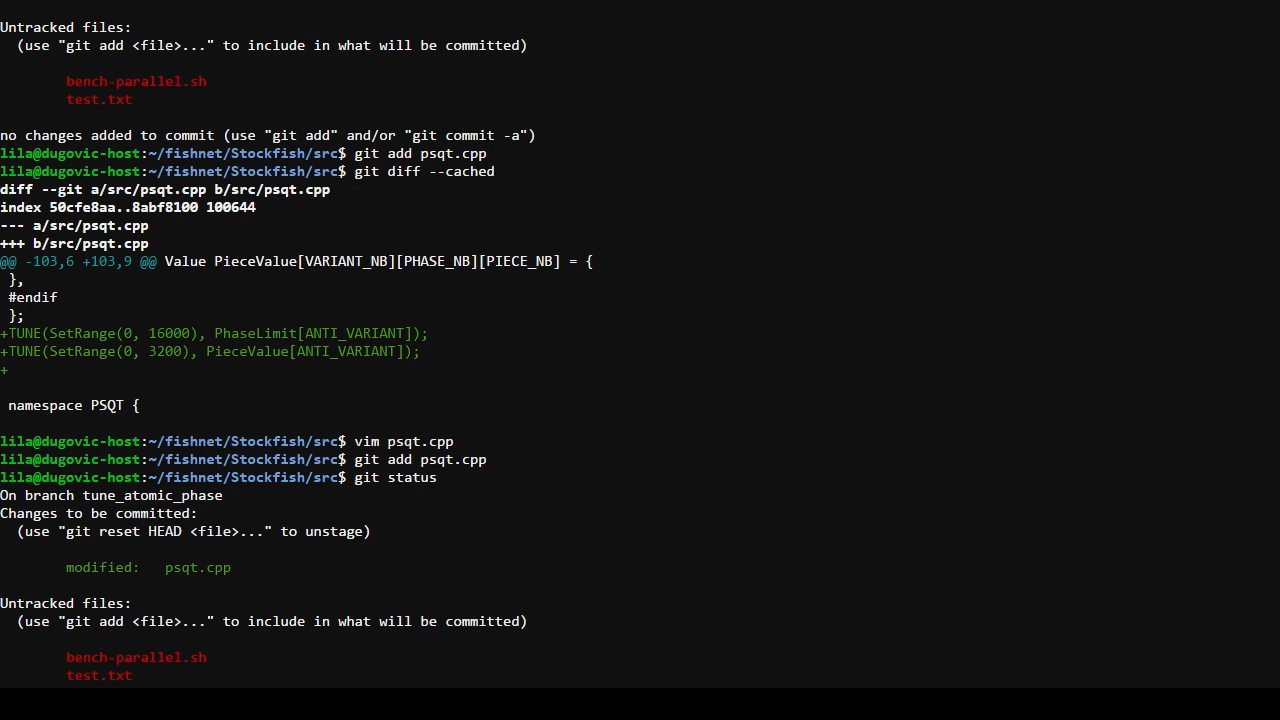 Untracked files:
  (use "git add <file>..." to include in what will be committed)
        bench-parallel.sh
        test.txt
no changes added to commit (use "git add" and/or "git commit -a")
lila@dugovic-host:~/fishnet/Stockfish/src$ git add psqt.cpp
lila@dugovic-host:~/fishnet/Stockfish/src$ git diff --cached
diff --git a/src/psqt.cpp b/src/psqt.cpp
index 50cfe8aa..8abf8100 100644
--- a/src/psqt.cpp
+++ b/src/psqt.cpp
@@ -103,6 +103,9 @@ Value PieceValue[VARIANT_NB][PHASE_NB][PIECE_NB] = {
 },
 #endif
 };
+TUNE(SetRange(0, 16000), PhaseLimit[ANTI_VARIANT]);
+TUNE(SetRange(0, 3200), PieceValue[ANTI_VARIANT]);
+
 namespace PSQT {
lila@dugovic-host:~/fishnet/Stockfish/src$ vim psqt.cpp
lila@dugovic-host:~/fishnet/Stockfish/src$ git add psqt.cpp
lila@dugovic-host:~/fishnet/Stockfish/src$ git status
On branch tune_atomic_phase
Changes to be committed:
  (use "git reset HEAD <file>..." to unstage)
        modified:   psqt.cpp
Untracked files:
  (use "git add <file>..." to include in what will be committed)
        bench-parallel.sh
        test.txt